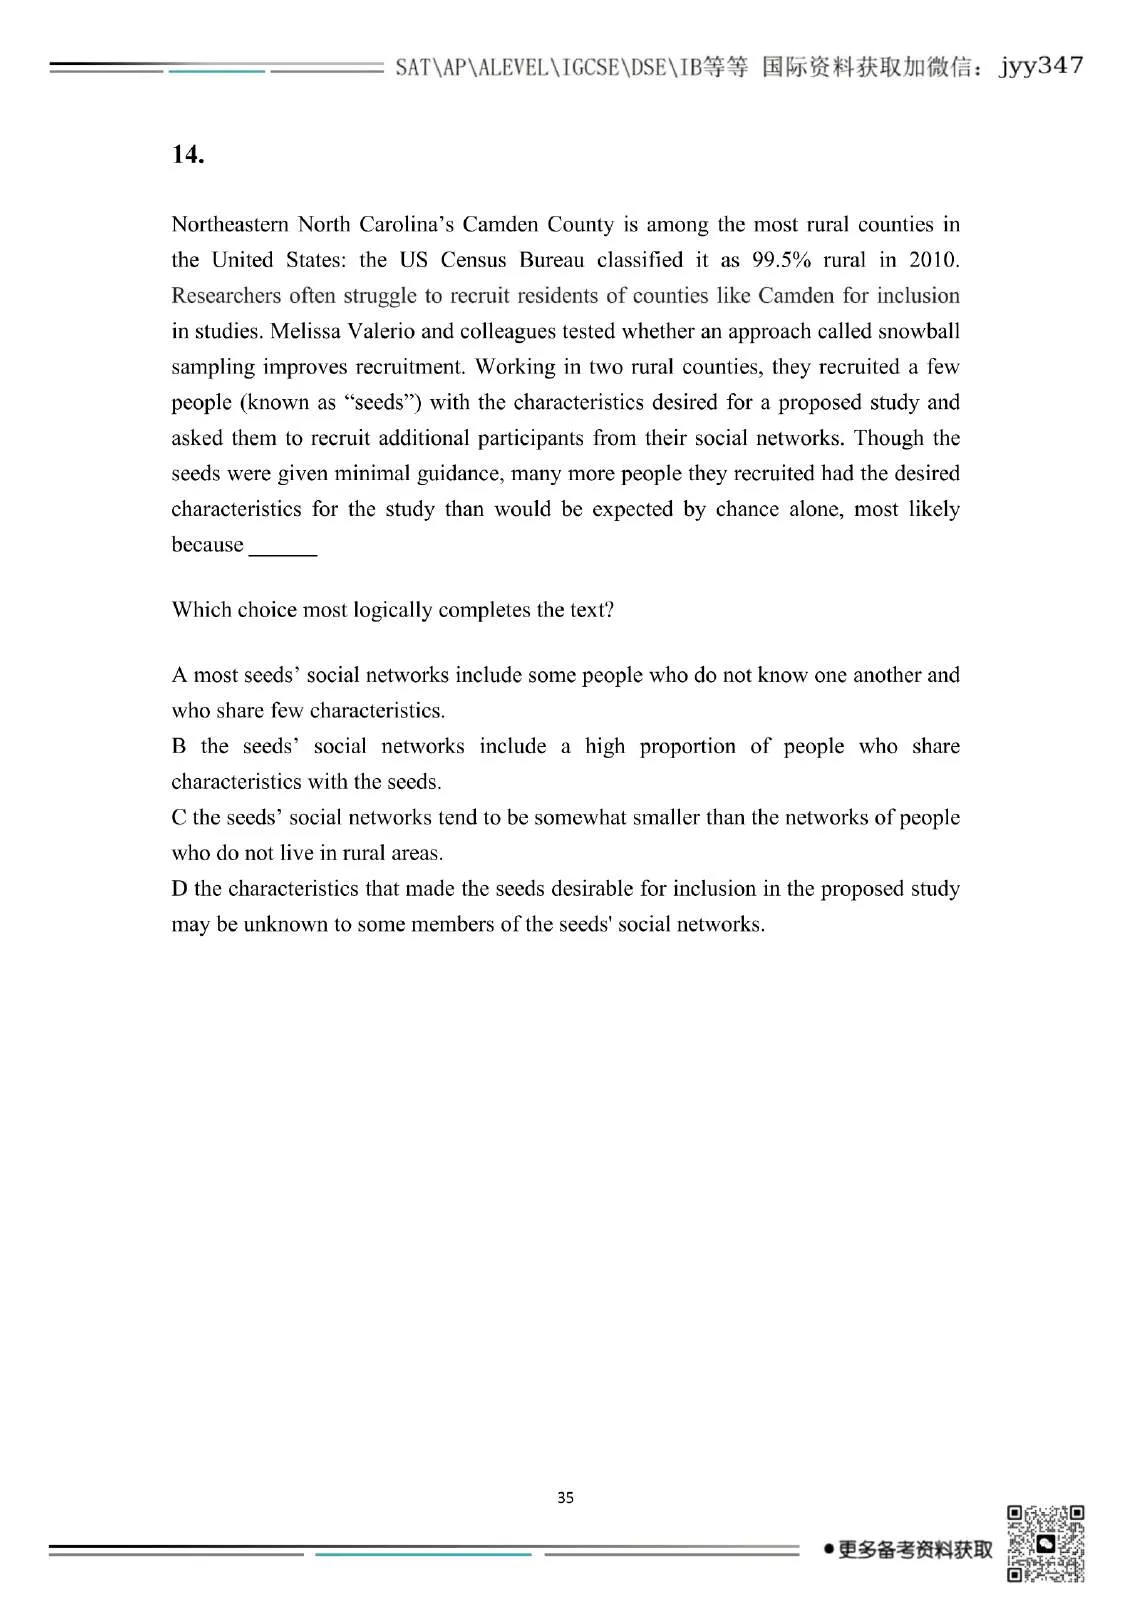 SAT\AP\ALEVEL\IGCSE\DSE\IB等等 国际资料获取加微信：jyy347
14.
Northeastern North Carolina’s Camden County is among the most rural counties in
the United States: the US Census Bureau classified it as 99.5% rural in 2010.
Researchers often struggle to recruit residents of counties like Camden for inclusion
in studies. Melissa Valerio and colleagues tested whether an approach called snowball
sampling improves recruitment. Working in two rural counties, they recruited a few
people (known as “seeds”) with the characteristics desired for a proposed study and
asked them to recruit additional participants from their social networks. Though the
seeds were given minimal guidance, many more people they recruited had the desired
characteristics for the study than would be expected by chance alone, most likely
because ______
Which choice most logically completes the text?
A most seeds’ social networks include some people who do not know one another and
who share few characteristics.
B the seeds’ social networks include a high proportion of people who share
characteristics with the seeds.
C the seeds’ social networks tend to be somewhat smaller than the networks of people
who do not live in rural areas.
D the characteristics that made the seeds desirable for inclusion in the proposed study
may be unknown to some members of the seeds' social networks.
35
●更多备考资料获取